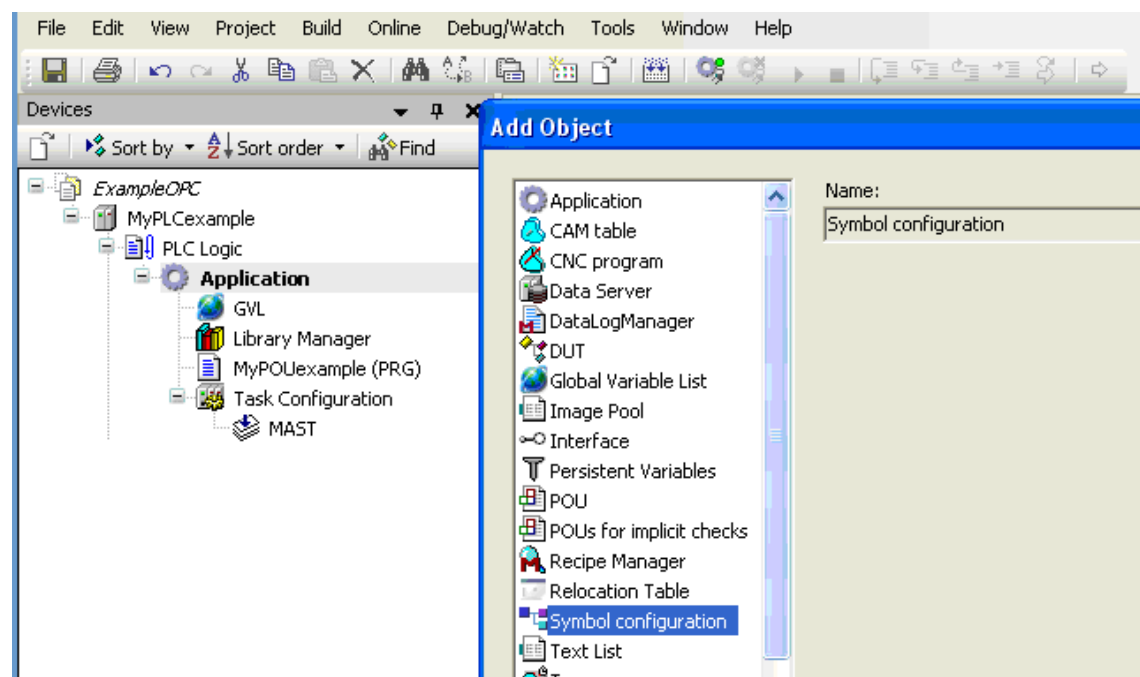 File Edit View Project Build Online Debug/Watch Tools Window Help
Devices
Sort by Sort order Find
ExampleOPC
MyPLCexample
PLC Logic
Application
GVL
Library Manager
MyPOUexample (PRG)
Task Configuration
MAST
Add Object
Application
CAM table
CNC program
Data Server
DataLogManager
DUT
Global Variable List
Image Pool
Interface
Persistent Variables
POU
POUs for implicit checks
Recipe Manager
Relocation Table
Symbol configuration
Text List
Name:
Symbol configuration